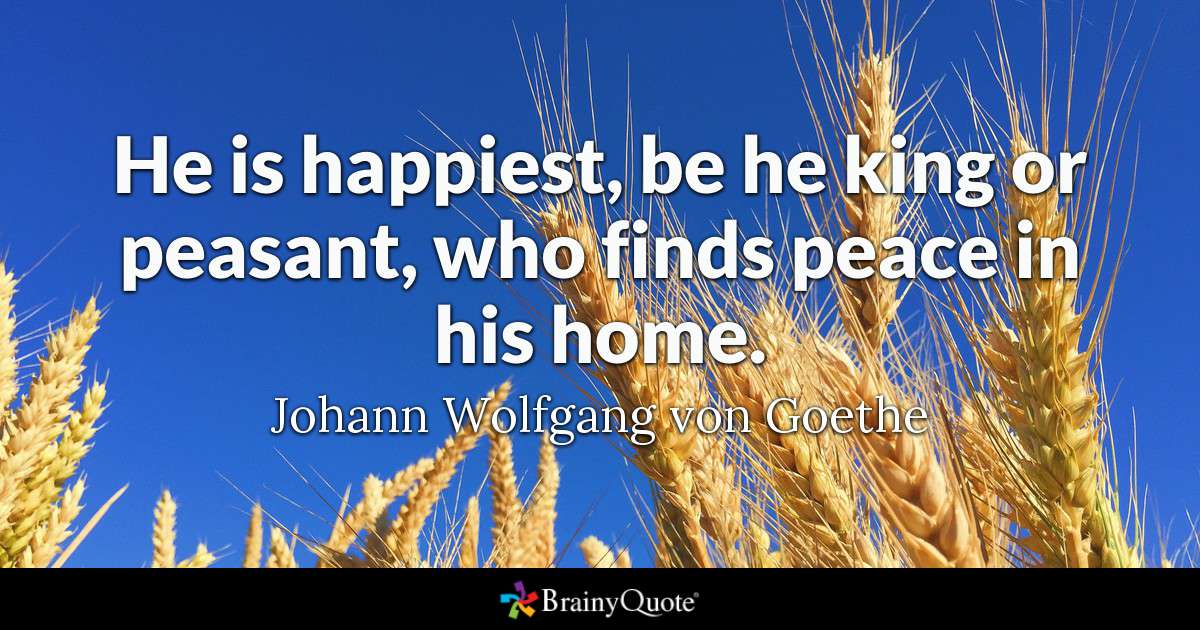 He is happiest, be he king or
peasant, who finds peace in
his home.
Johann Wolfgang von Goethe
BrainyQuote®